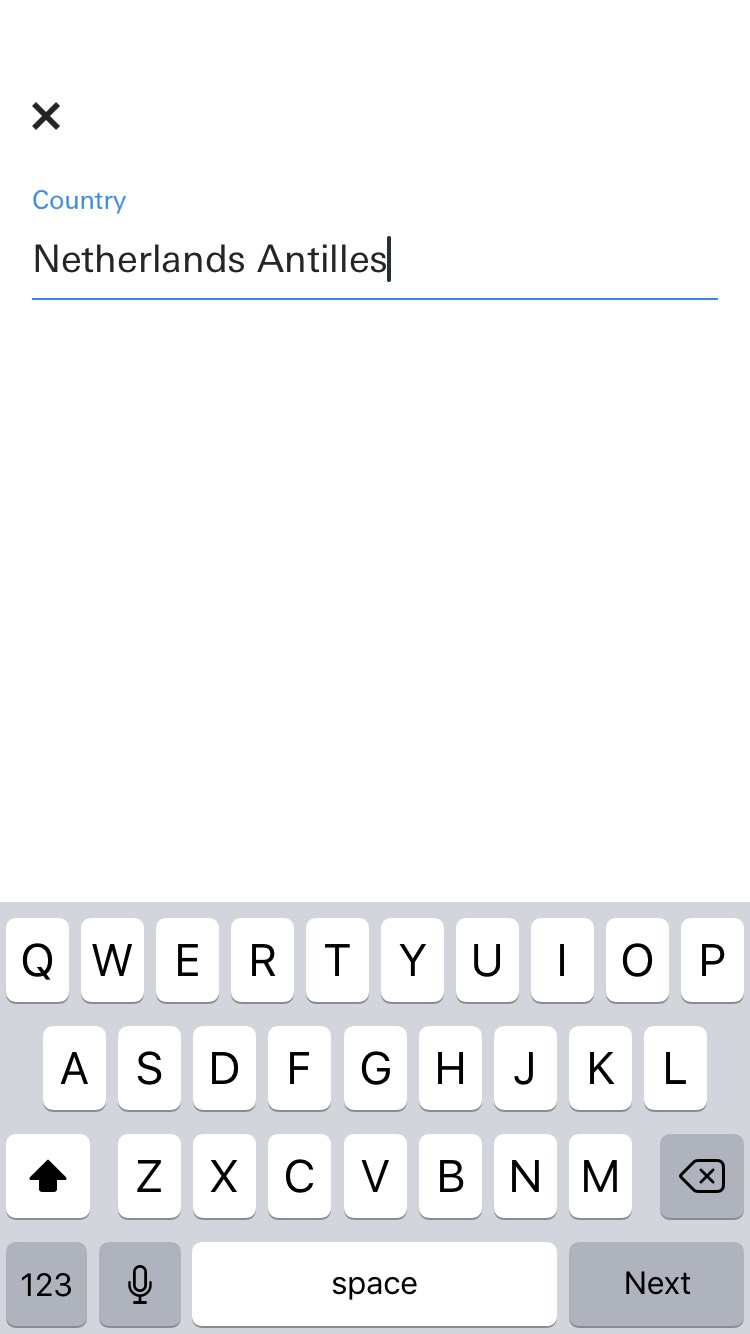 Country
Netherlands Antilles
Q W E R T Y U I O P
A S D F G H J K L
Z X C V B N M
123 space Next